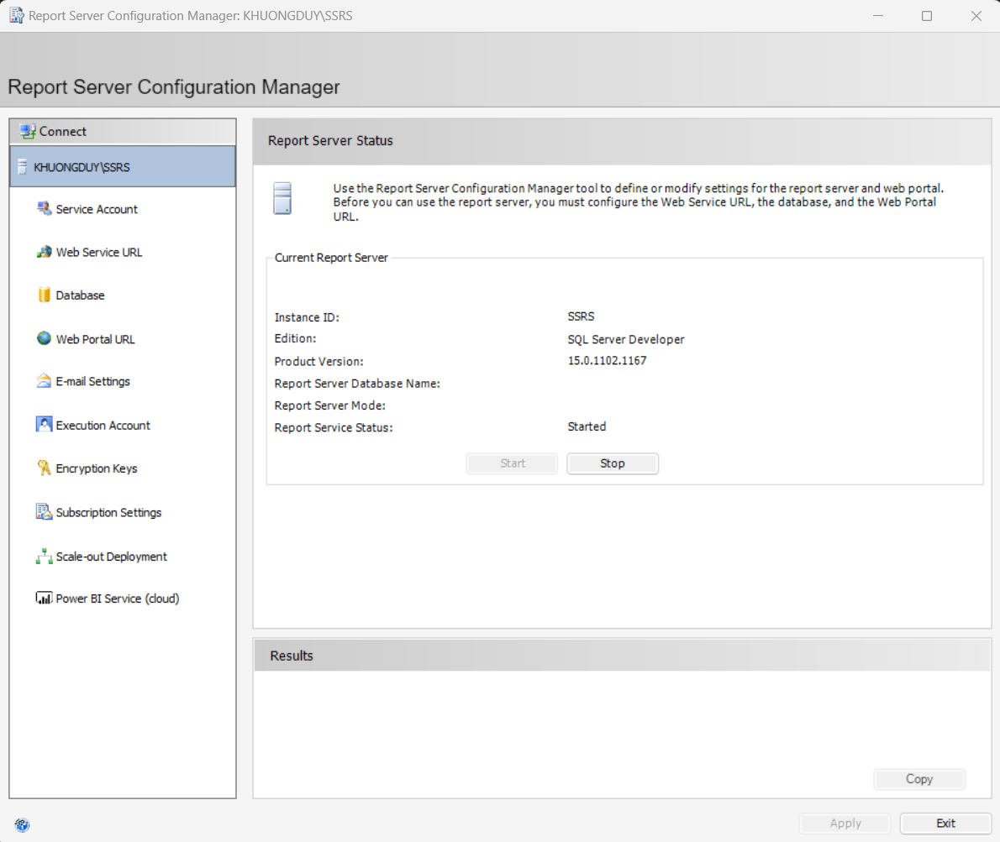 Report Server Configuration Manager: KHUONGDUY\SSRS
Report Server Configuration Manager
Connect
KHUONGDUY\SSRS
Service Account
Web Service URL
Database
Web Portal URL
E-mail Settings
Execution Account
Encryption Keys
Subscription Settings
Scale-out Deployment
Power BI Service (cloud)
Report Server Status
Use the Report Server Configuration Manager tool to define or modify settings for the report server and web portal.
Before you can use the report server, you must configure the Web Service URL, the database, and the Web Portal
URL.
Current Report Server
Instance ID: SSRS
Edition: SQL Server Developer
Product Version: 15.0.1102.1167
Report Server Database Name:
Report Server Mode:
Report Service Status: Started
Start Stop
Results
Copy
Apply Exit